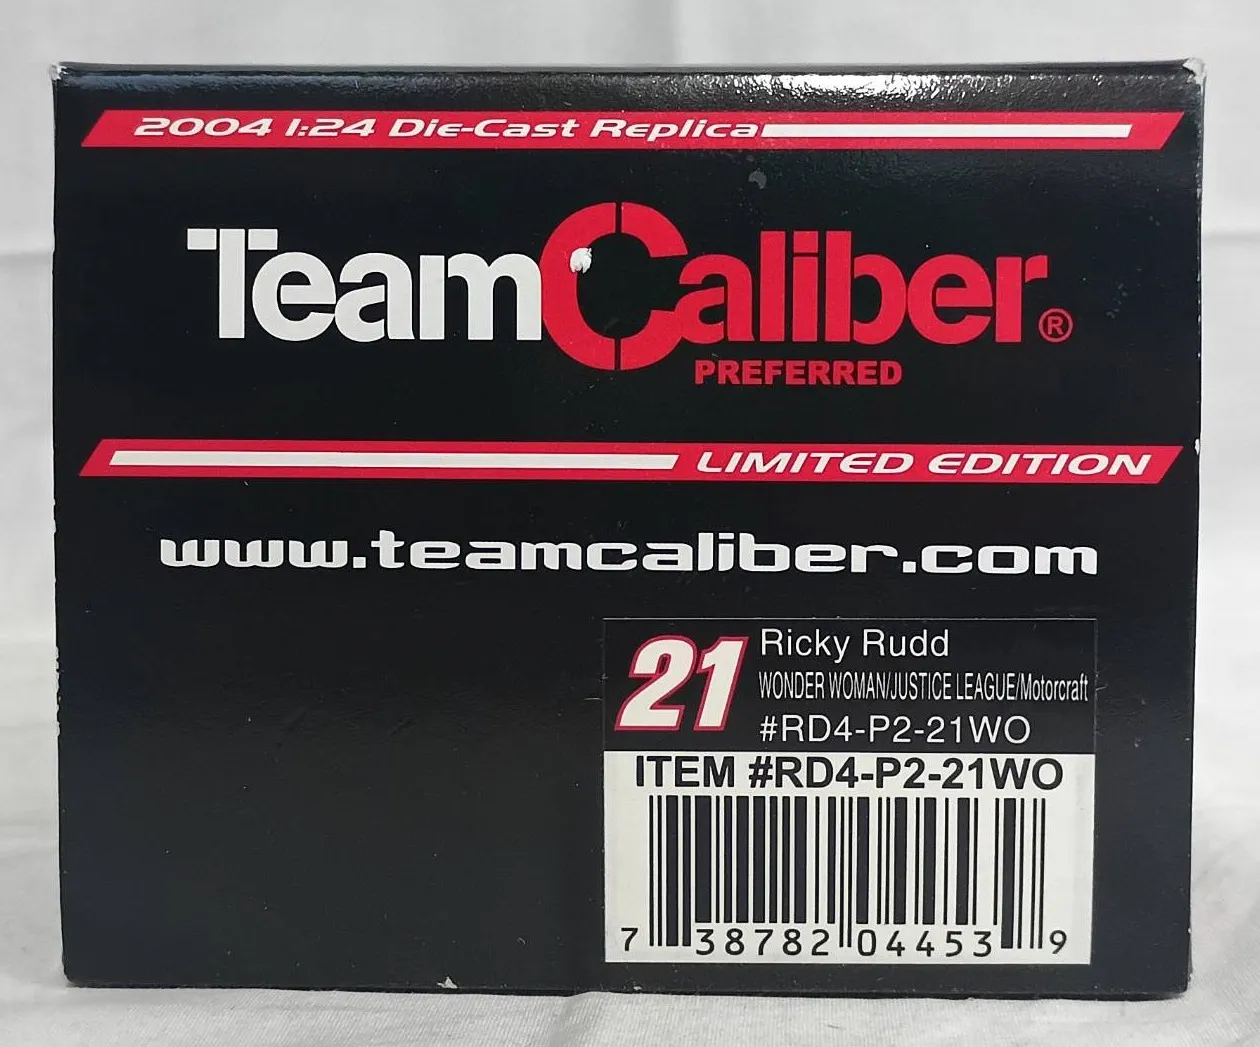 2004 1:24 Die-Cast Replica
TeamCaliber®
PREFERRED
LIMITED EDITION
www.teamcaliber.com
21 Ricky Rudd
WONDER WOMAN/JUSTICE LEAGUE/Motorcraft
#RD4-P2-21WO
ITEM #RD4-P2-21WO
7 38782 04453 9